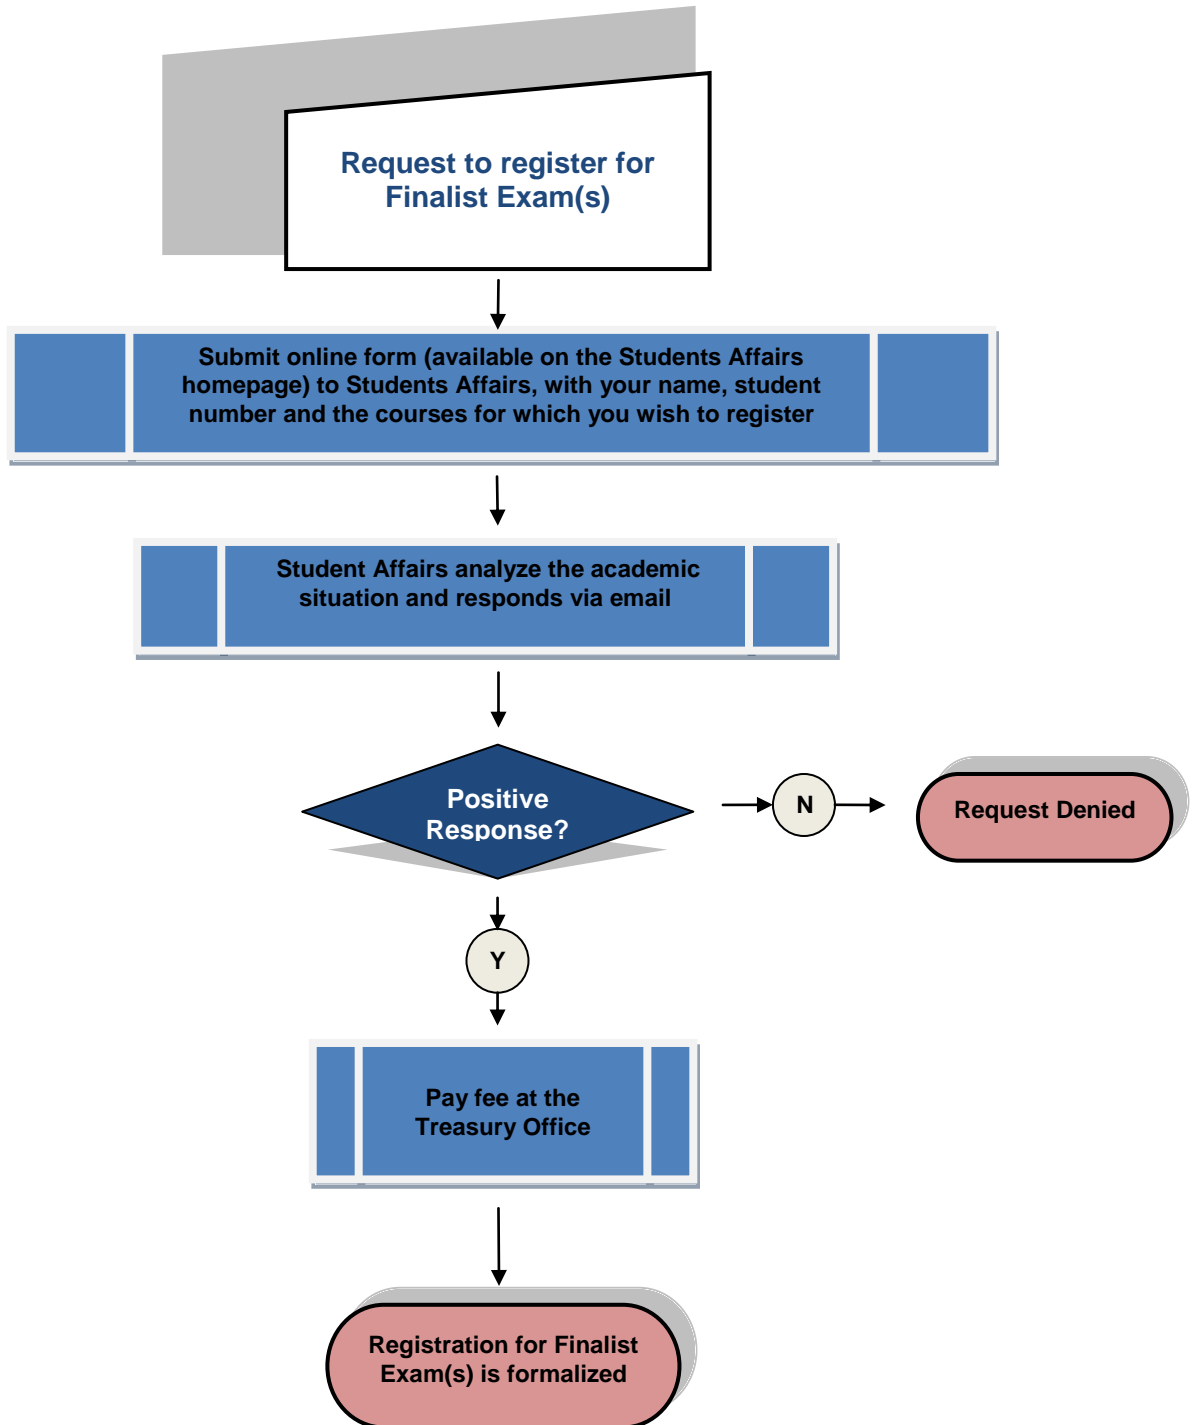 Request to register for
Finalist Exam(s)
Submit online form (available on the Students Affairs
homepage) to Students Affairs, with your name, student
number and the courses for which you wish to register
Student Affairs analyze the academic
situation and responds via email
Positive
Response?
N
Request Denied
Y
Pay fee at the
Treasury Office
Registration for Finalist
Exam(s) is formalized